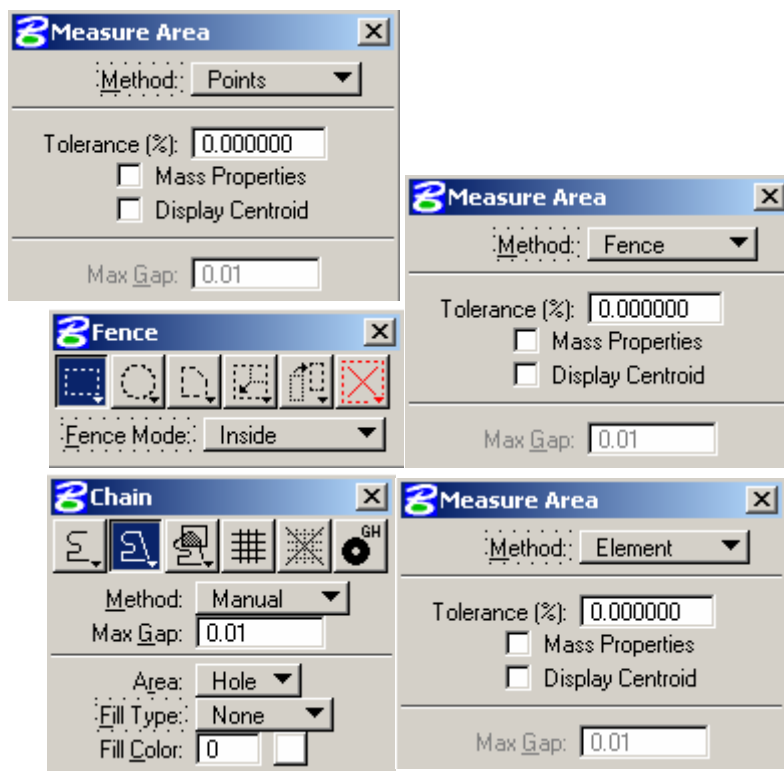 Measure Area
Method: Points
Tolerance (%): 0.000000
Mass Properties
Display Centroid
Max Gap: 0.01
Measure Area
Method: Fence
Tolerance (%): 0.000000
Mass Properties
Display Centroid
Max Gap: 0.01
Fence
Fence Mode: Inside
Chain
GH
Method: Manual
Max Gap: 0.01
Area: Hole
Fill Type: None
Fill Color: 0
Measure Area
Method: Element
Tolerance (%): 0.000000
Mass Properties
Display Centroid
Max Gap: 0.01